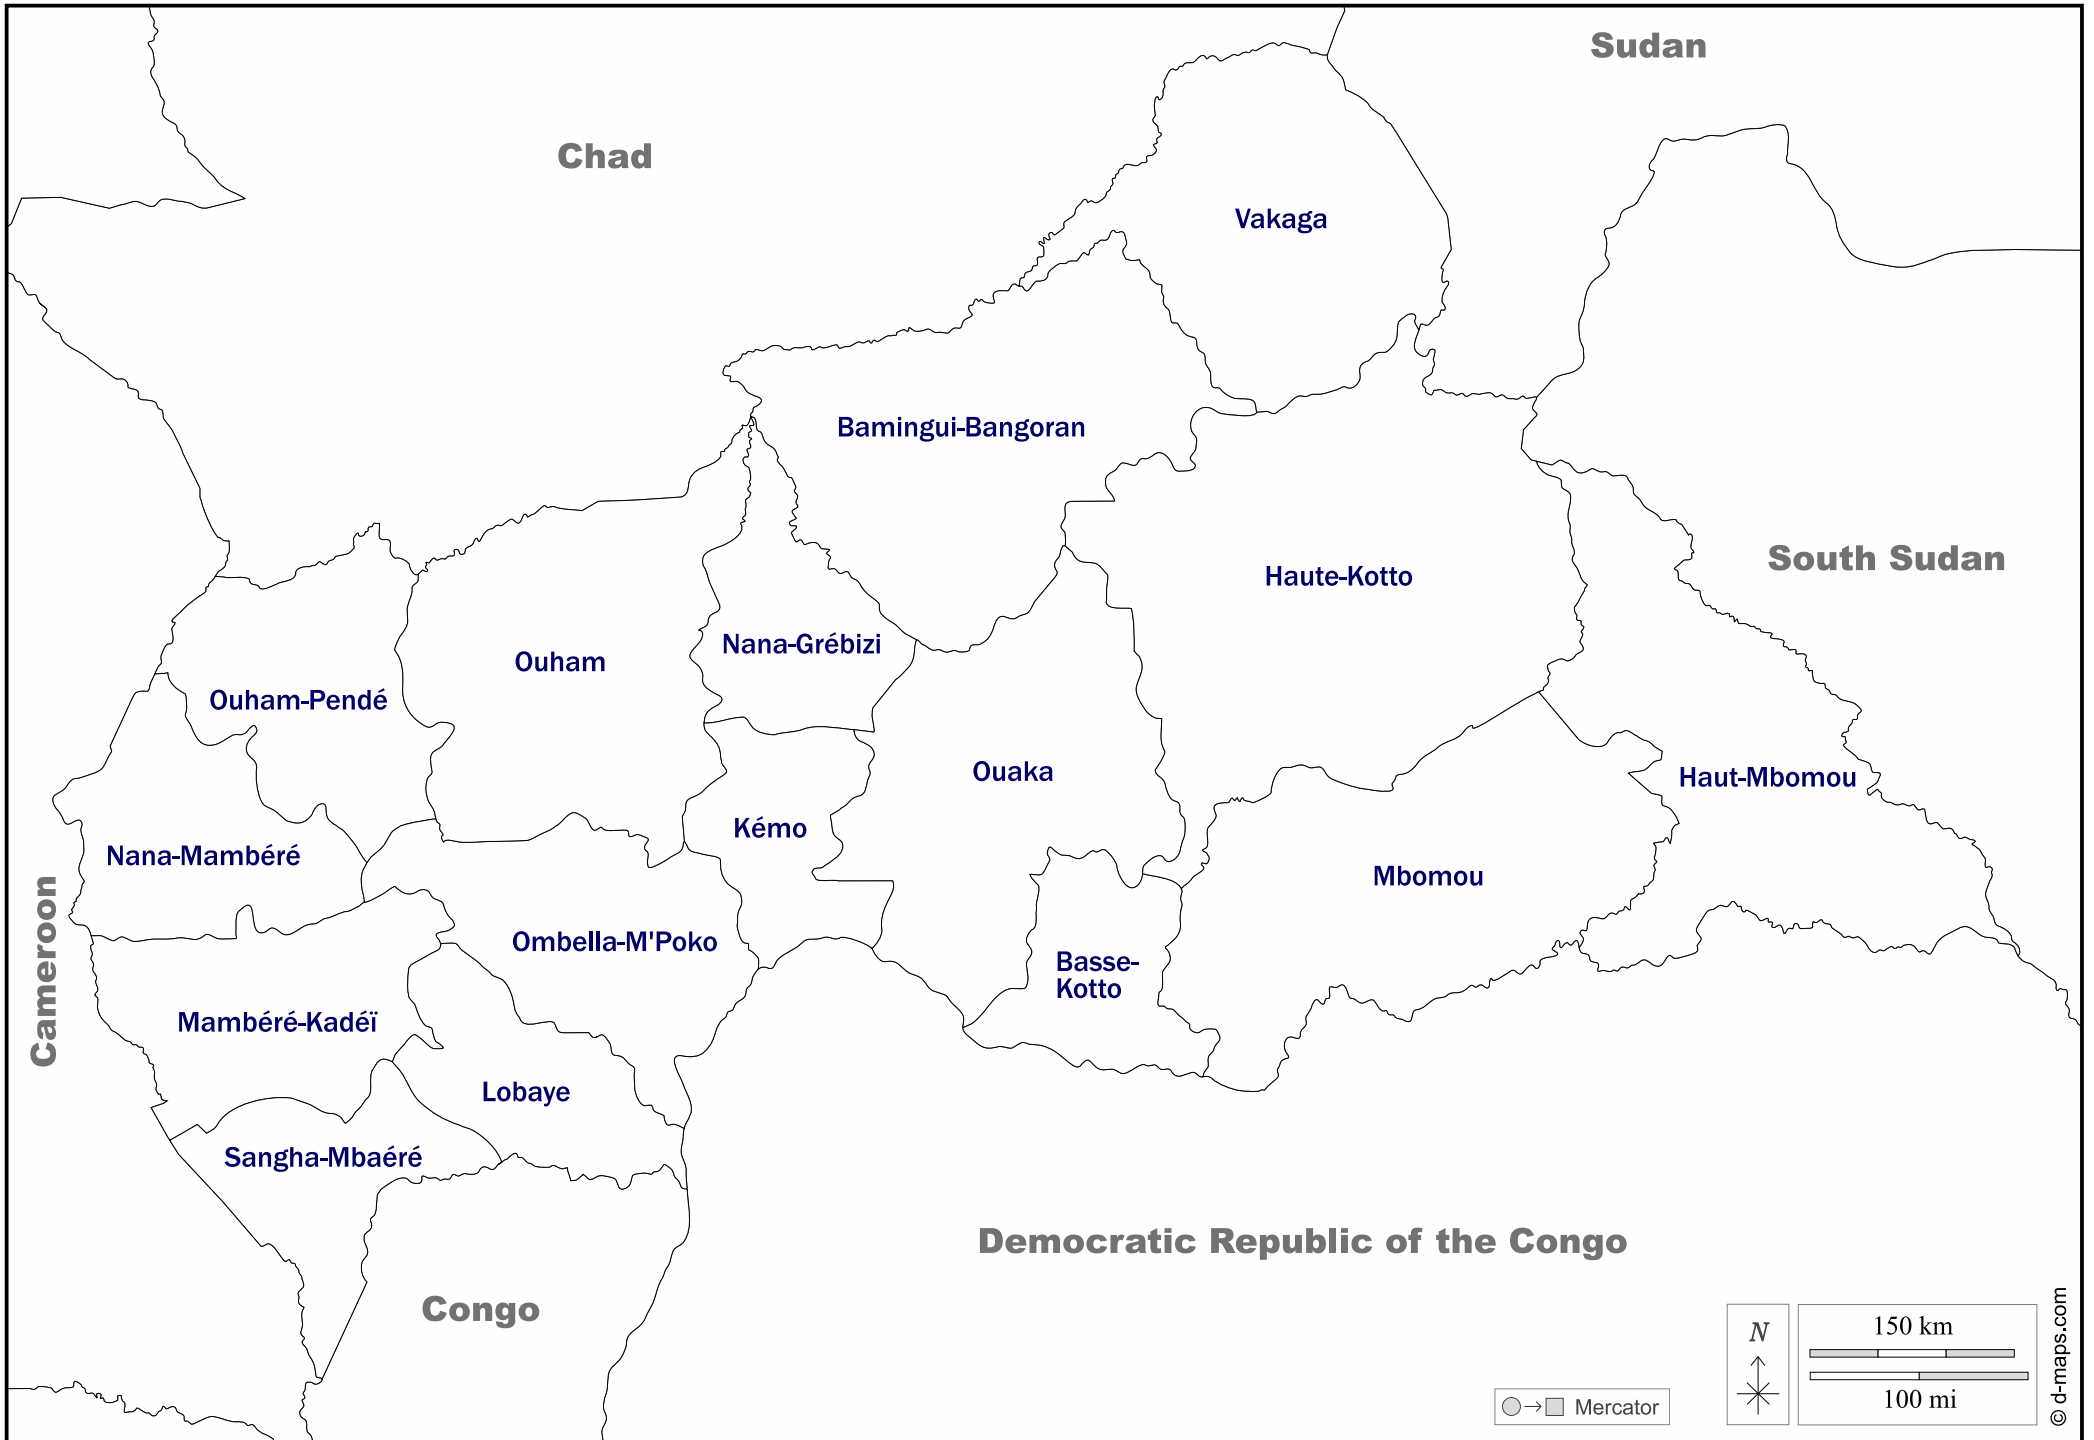 Sudan
Chad
Vakaga
Bamingui-Bangoran
South Sudan
Haute-Kotto
Nana-Grébizi
Ouham
Ouham-Pendé
Ouaka
Haut-Mbomou
Kémo
Nana-Mambéré
Mbomou
Cameroon
Ombella-M'Poko
Basse-
Kotto
Mambéré-Kadéï
Lobaye
Sangha-Mbaéré
Democratic Republic of the Congo
Congo
N
150 km
100 mi
Mercator
© d-maps.com